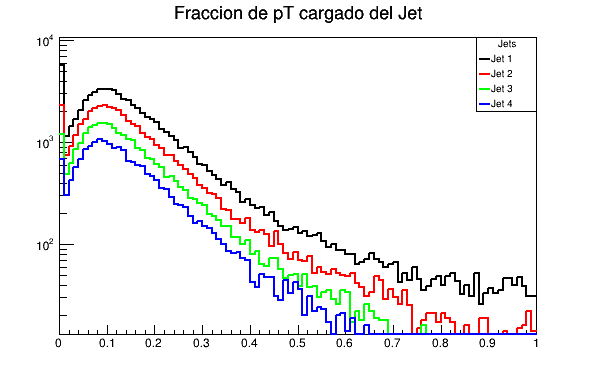 Fraccion de pT cargado del Jet
Jets
Jet 1
Jet 2
Jet 3
Jet 4
10^4
10^3
10^2
0 0.1 0.2 0.3 0.4 0.5 0.6 0.7 0.8 0.9 1